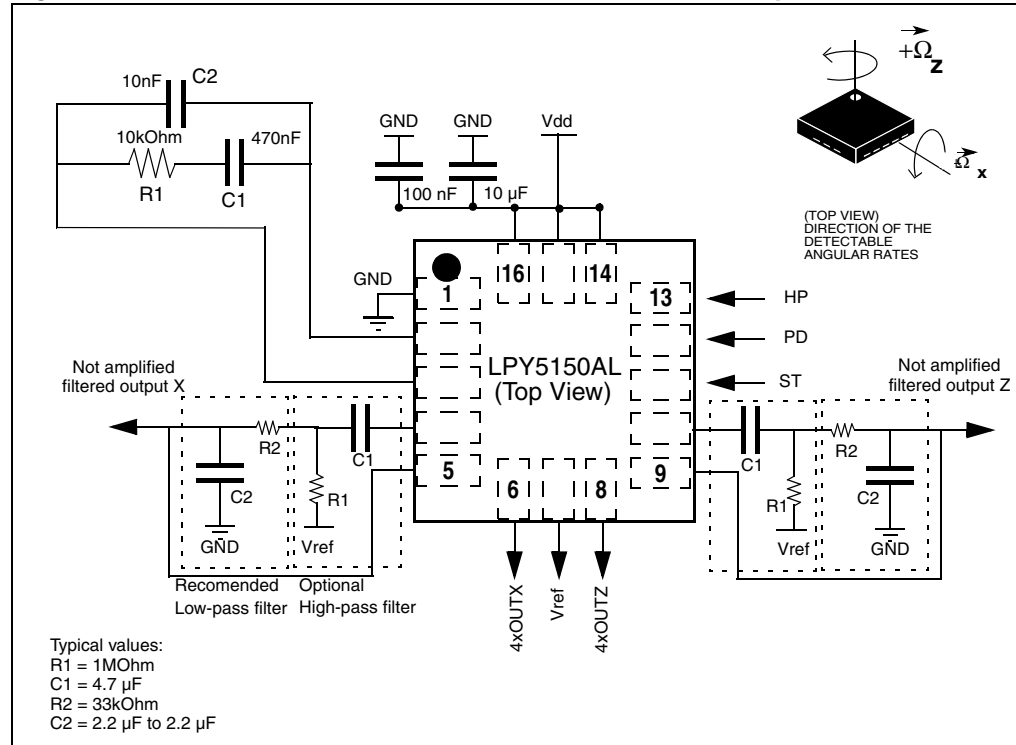 10nF
C2
10kOhm
470nF
R1
C1
GND
GND
Vdd
100 nF
10 µF
+Ω Z
Ω x
(TOP VIEW)
DIRECTION OF THE
DETECTABLE
ANGULAR RATES
GND
1
16
14
13
HP
PD
ST
LPY5150AL
(Top View)
Not amplified
filtered output X
Not amplified
filtered output Z
R2
C1
C2
R1
GND
Vref
5
6
8
9
C1
R2
R1
C2
Vref
GND
Recomended
Low-pass filter
Optional
High-pass filter
4xOUTX
Vref
4xOUTZ
Typical values:
R1 = 1MOhm
C1 = 4.7 µF
R2 = 33kOhm
C2 = 2.2 µF to 2.2 µF